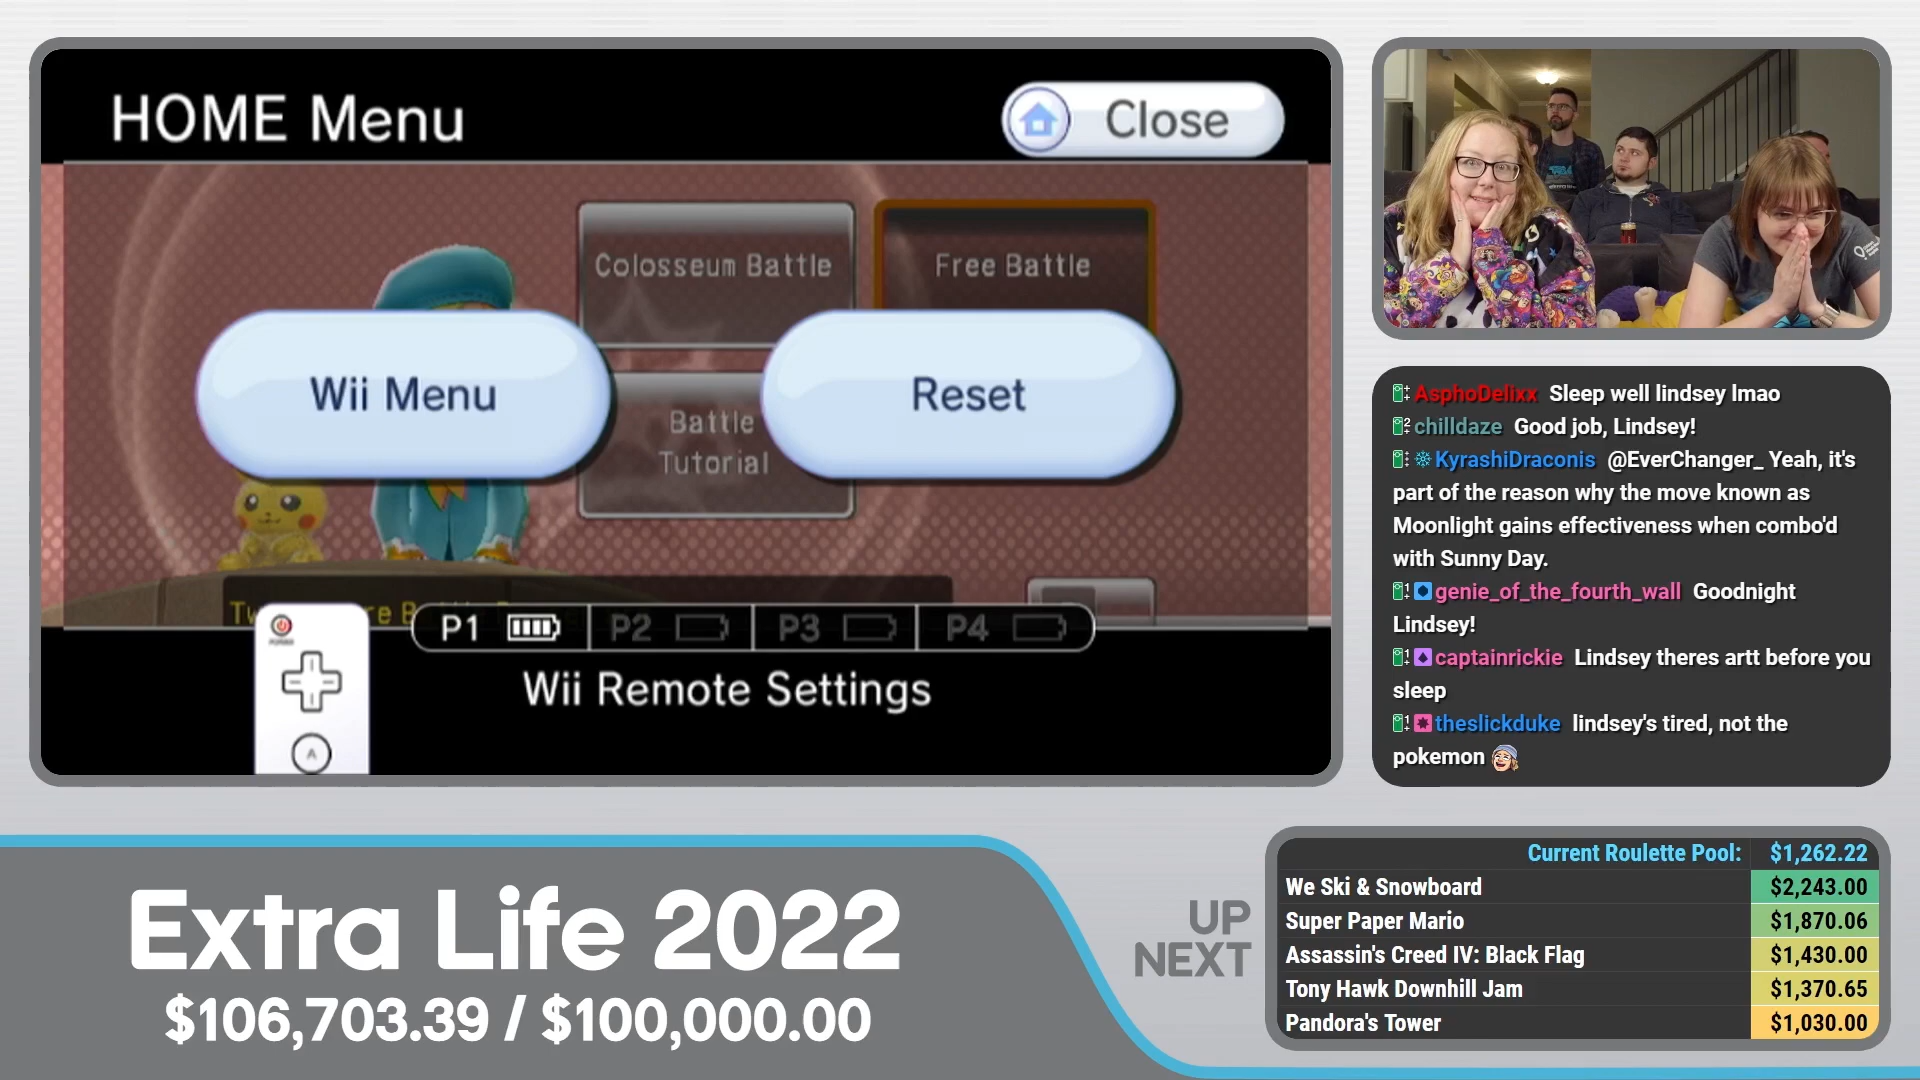 HOME Menu
Close
Colosseum Battle
Free Battle
Wii Menu
Reset
Battle
Tutorial
P1
P2
P3
P4
POWER
A
Wii Remote Settings
AsphoDelixx Sleep well lindsey lmao
chilldaze Good job, Lindsey!
KyrashiDraconis @EverChanger_ Yeah, it's
part of the reason why the move known as
Moonlight gains effectiveness when combo'd
with Sunny Day.
genie_of_the_fourth_wall Goodnight
Lindsey!
captainrickie Lindsey theres artt before you
sleep
theslickduke lindsey's tired, not the
pokemon
Extra Life 2022
$106,703.39 / $100,000.00
UP
NEXT
Current Roulette Pool: $1,262.22
We Ski & Snowboard $2,243.00
Super Paper Mario $1,870.06
Assassin's Creed IV: Black Flag $1,430.00
Tony Hawk Downhill Jam $1,370.65
Pandora's Tower $1,030.00